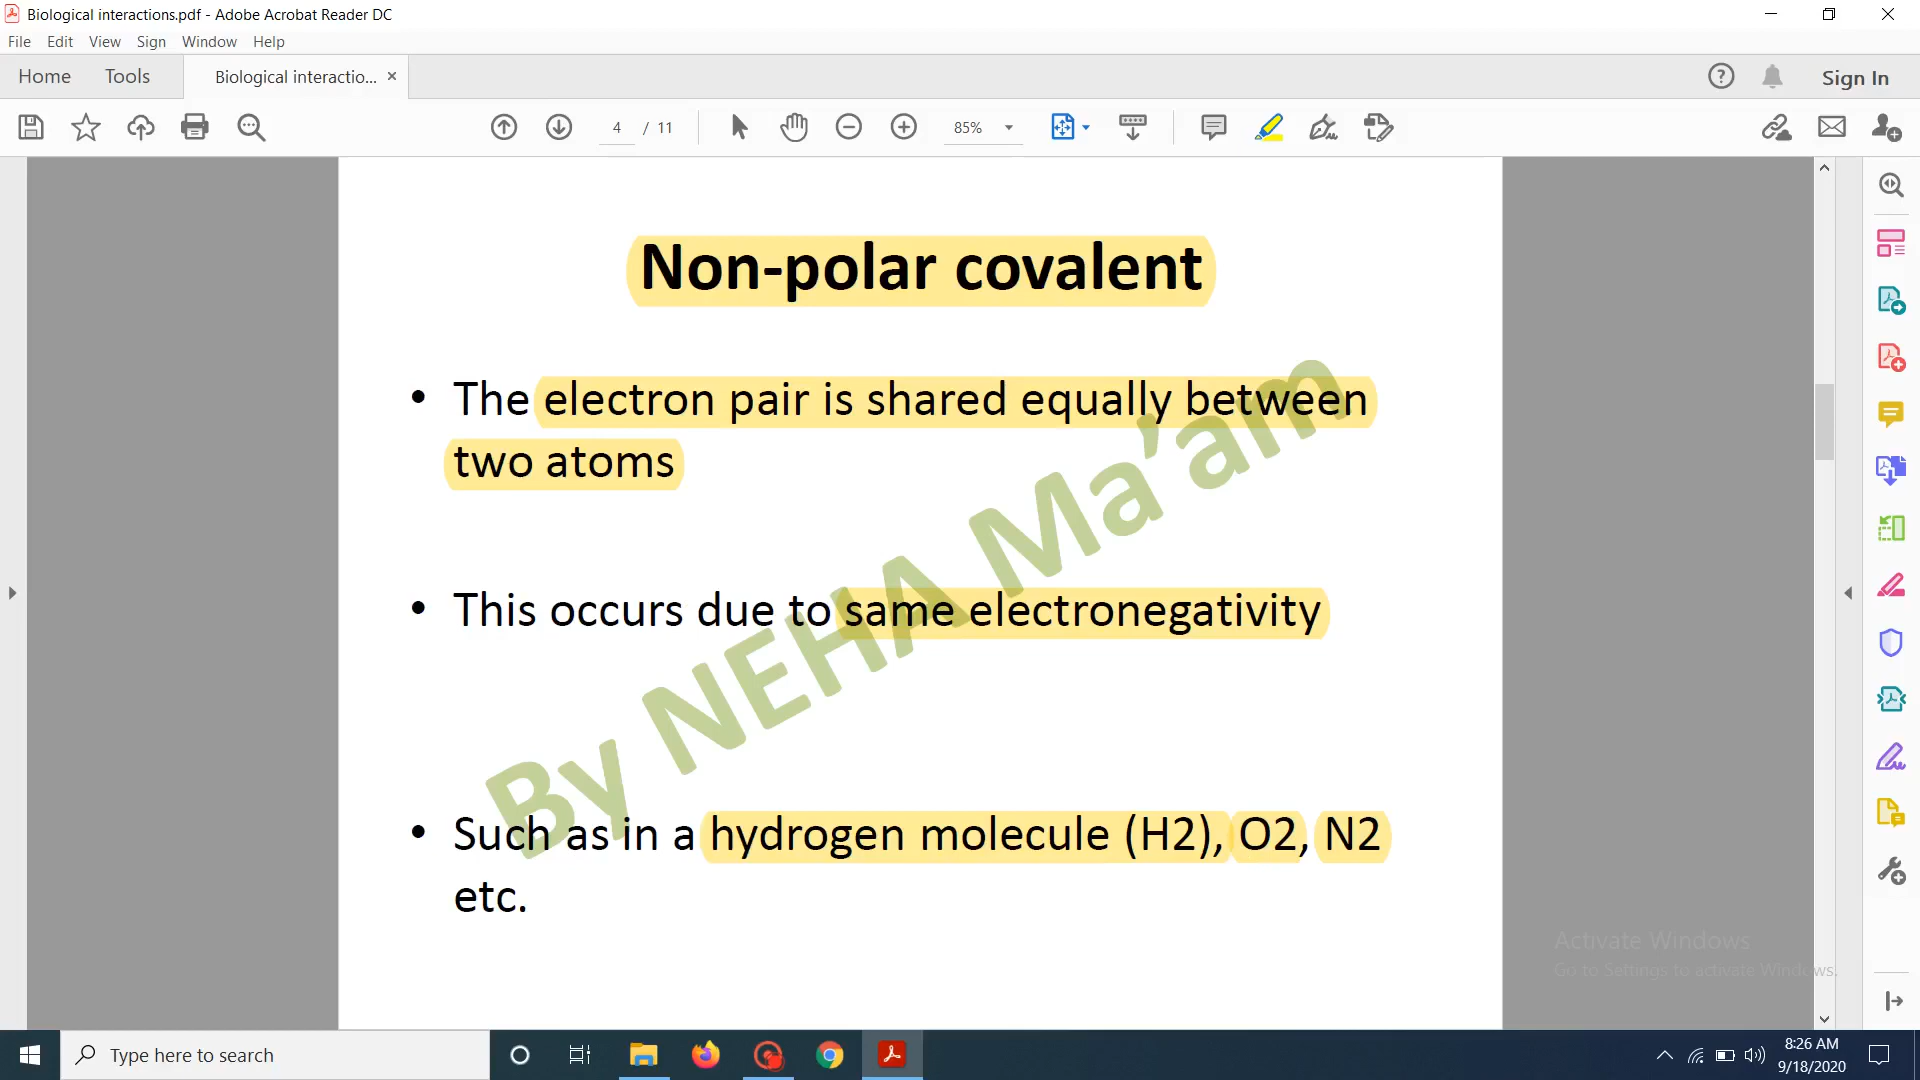 Biological interactions.pdf - Adobe Acrobat Reader DC
File Edit View Sign Window Help
Home Tools Biological interactio... × Sign In
4 / 11 85%
Non-polar covalent
• The electron pair is shared equally between
two atoms
• This occurs due to same electronegativity
• Such as in a hydrogen molecule (H2), O2, N2
etc.
By NEHA Ma’am
Activate Windows
Go to Settings to activate Windows.
Type here to search
8:26 AM
9/18/2020